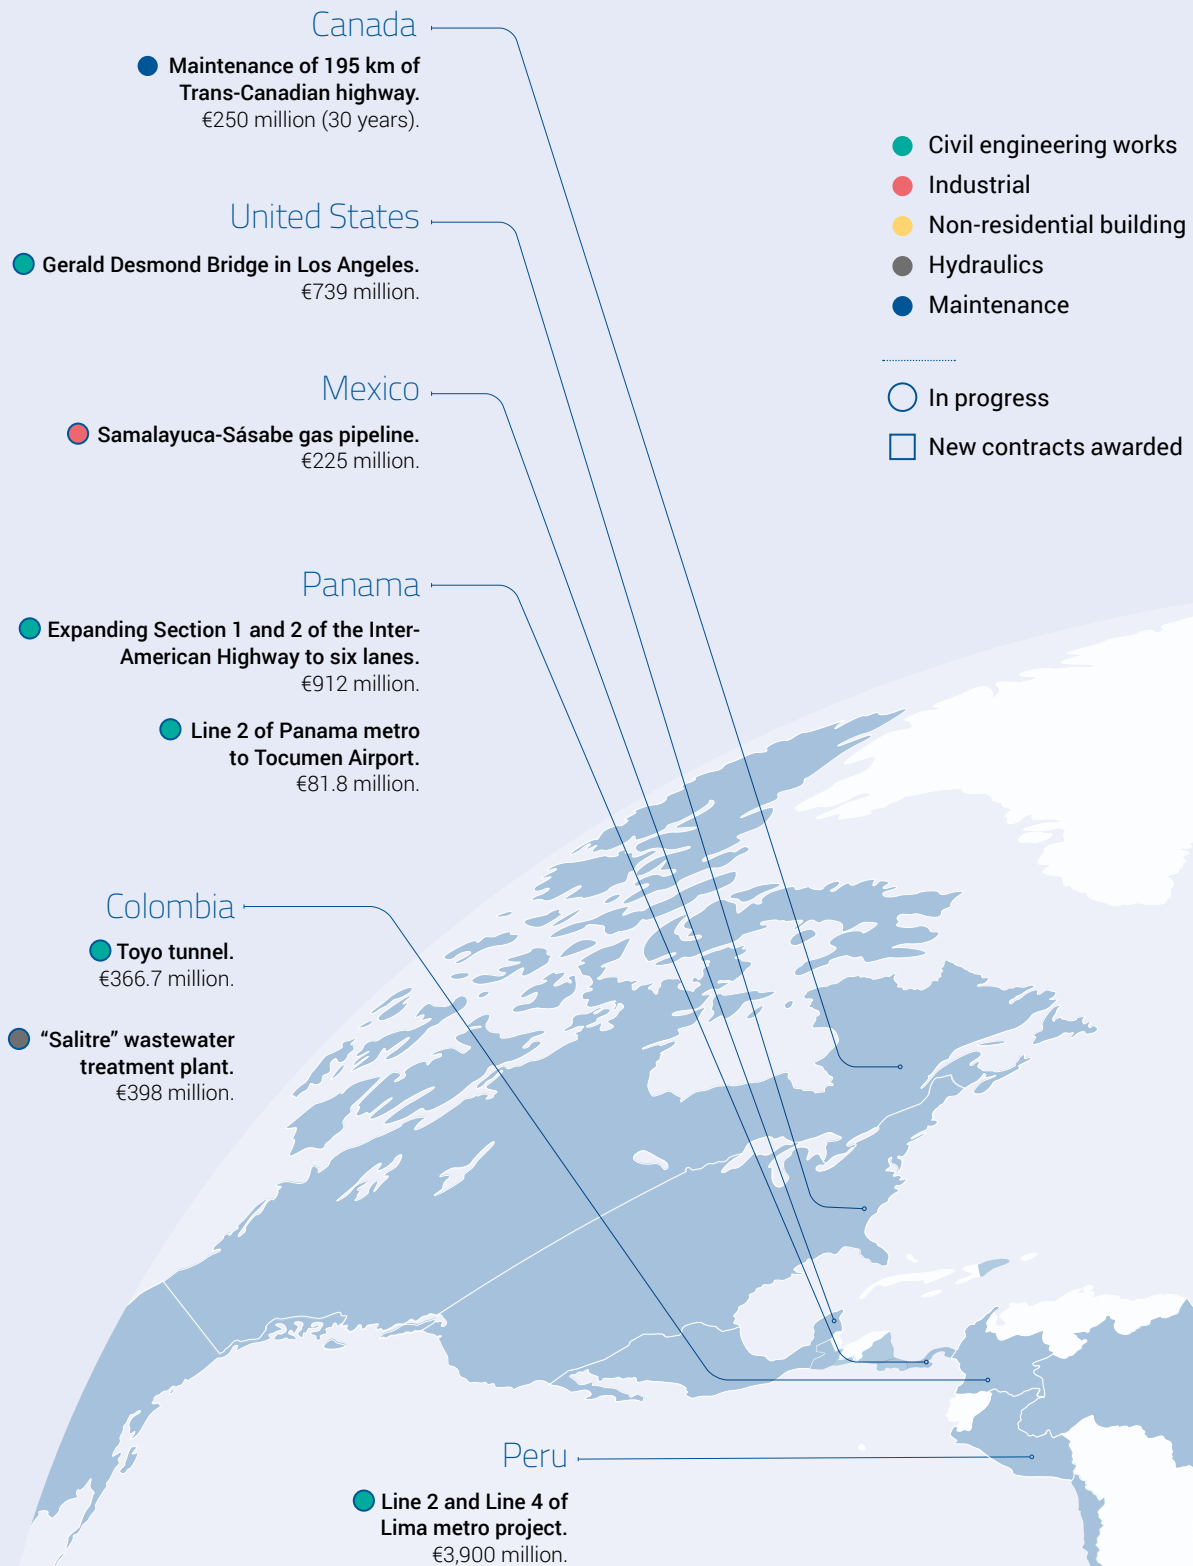 Canada
Maintenance of 195 km of
Trans-Canadian highway.
€250 million (30 years).
United States
Gerald Desmond Bridge in Los Angeles.
€739 million.
Mexico
Samalayuca-Sásabe gas pipeline.
€225 million.
Panama
Expanding Section 1 and 2 of the Inter-
American Highway to six lanes.
€912 million.
Line 2 of Panama metro
to Tocumen Airport.
€81.8 million.
Colombia
Toyo tunnel.
€366.7 million.
“Salitre” wastewater
treatment plant.
€398 million.
Peru
Line 2 and Line 4 of
Lima metro project.
€3,900 million.
Civil engineering works
Industrial
Non-residential building
Hydraulics
Maintenance
In progress
New contracts awarded